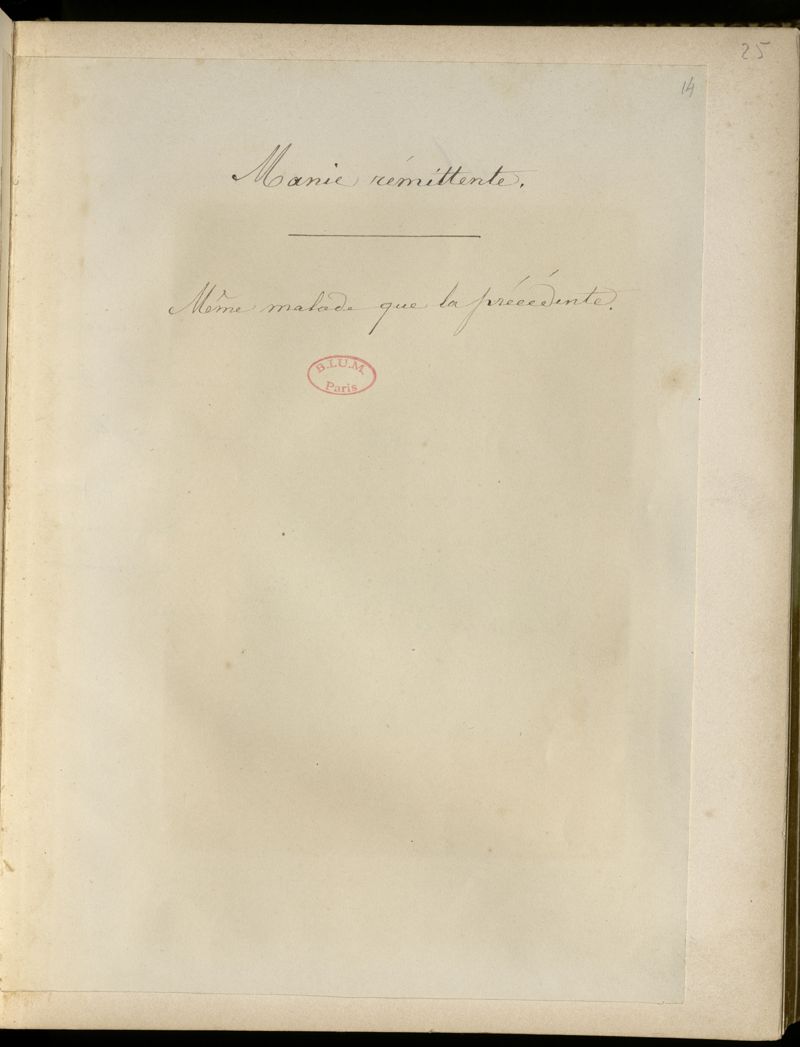 25
14
Manie rémittente.
Même malade que la précédente.
B.I.U.M.
Paris